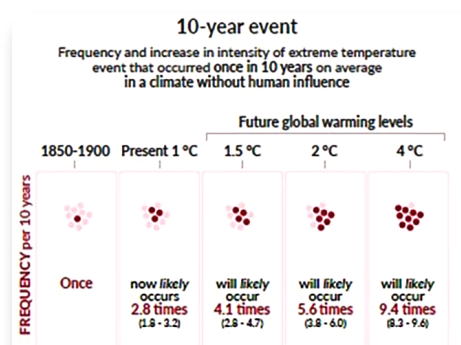 10-year event
Frequency and increase in intensity of extreme temperature
event that occurred once in 10 years on average
in a climate without human influence
Future global warming levels
1850-1900 Present 1 °C 1.5 °C 2 °C 4 °C
FREQUENCY per 10 years
Once
now likely will likely will likely will likely
occurs occur occur occur
2.8 times 4.1 times 5.6 times 9.4 times
(1.8 - 3.2) (2.8 - 4.7) (3.8 - 6.0) (8.3 - 9.6)